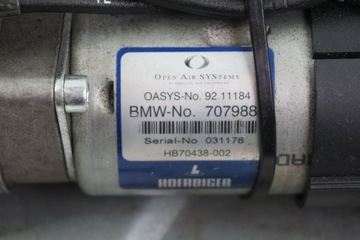 OPEN AIR SYSTEMS
OASYS-No. 92 11184
BMW-No. 707988
Serial-No 031178
HB70438-002
HOERBIGER